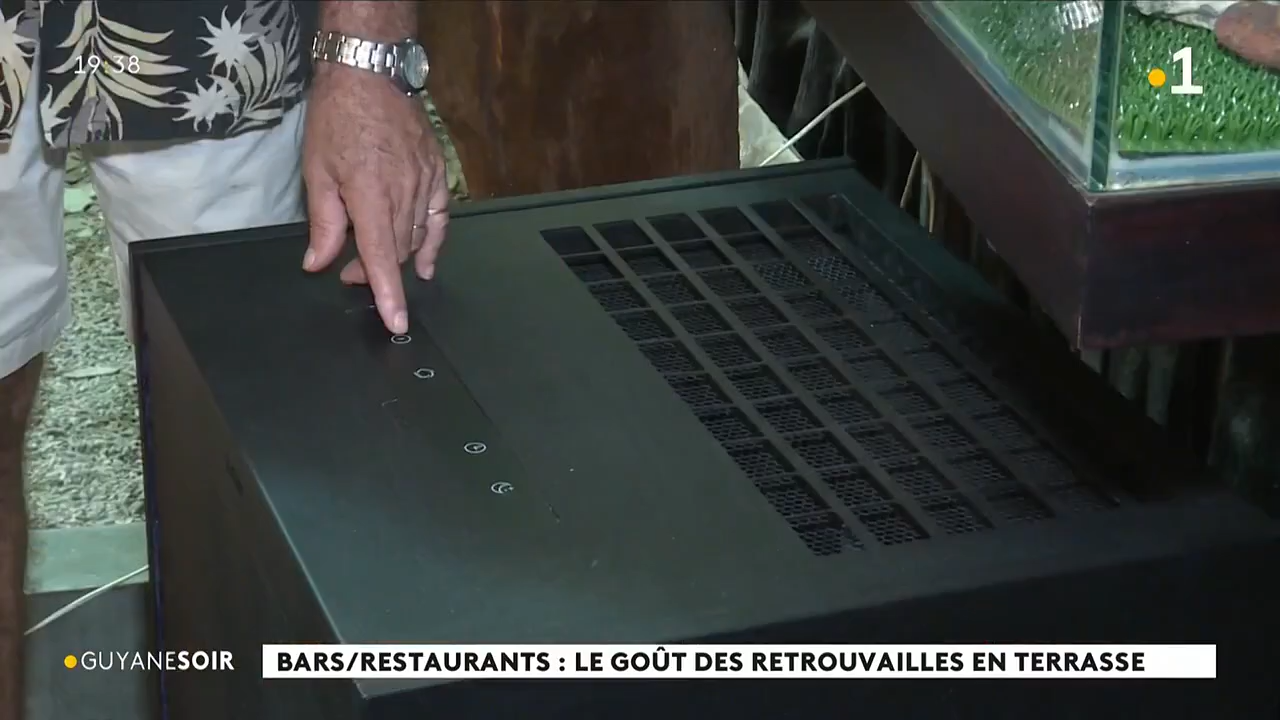 19:38
1
GUYANESOIR
BARS/RESTAURANTS : LE GOÛT DES RETROUVAILLES EN TERRASSE